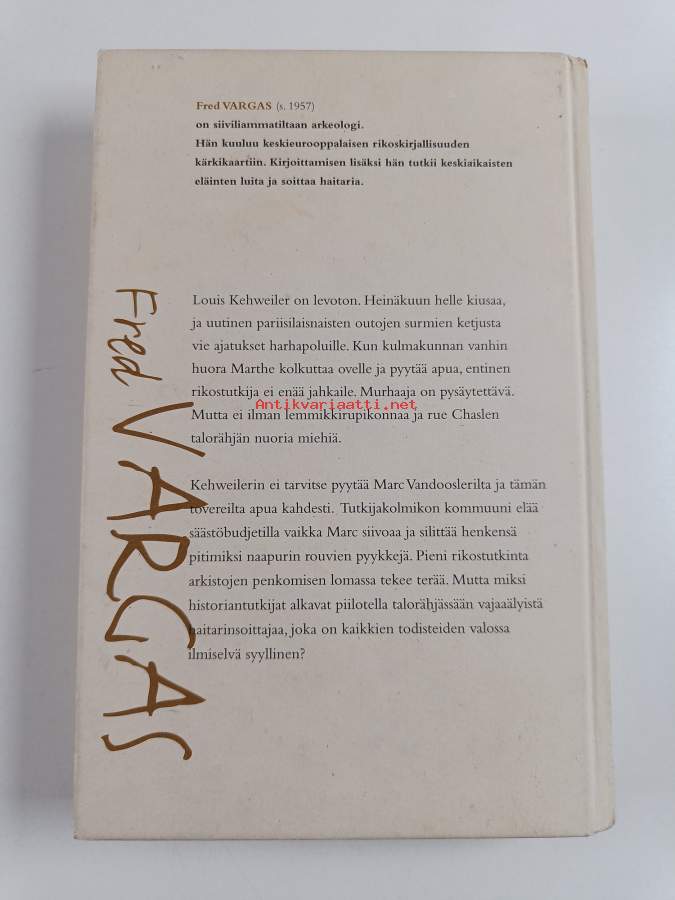 Fred VARGAS (s. 1957)
on siiviliammatiltaan arkeologi.
Hän kuuluu keskieurooppalaisen rikoskirjallisuuden
kärkikaartiin. Kirjoittamisen lisäksi hän tutkii keskiaikaisten
eläinten luita ja soittaa haitaria.
Fred VARGAS
Louis Kehweiler on levoton. Heinäkuun helle kiusaa,
ja uutinen pariisilaisnaisten outojen surmien ketjusta
vie ajatukset harhapoluille. Kun kulmakunnan vanhin
huora Marthe kolkuttaa ovelle ja pyytää apua, entinen
rikostutkija ei enää jahkaile. Murhaaja on pysäytettävä.
Antikvariaatti.net
Mutta ei ilman lemmikkirupikonnaa ja rue Chaslen
talorähjän nuoria miehiä.
Kehweilerin ei tarvitse pyytää Marc Vandooslerilta ja tämän
tovereilta apua kahdesti. Tutkijakolmikon kommuuni elää
säästöbudjetilla vaikka Marc siivoaa ja silittää henkensä
pitimiksi naapurin rouvien pyykkejä. Pieni rikostutkinta
arkistojen penkomisen lomassa tekee terää. Mutta miksi
historiantutkijat alkavat piilotella talorähjässään vajaaälyistä
haitarinsoittajaa, joka on kaikkien todisteiden valossa
ilmiselvä syyllinen?